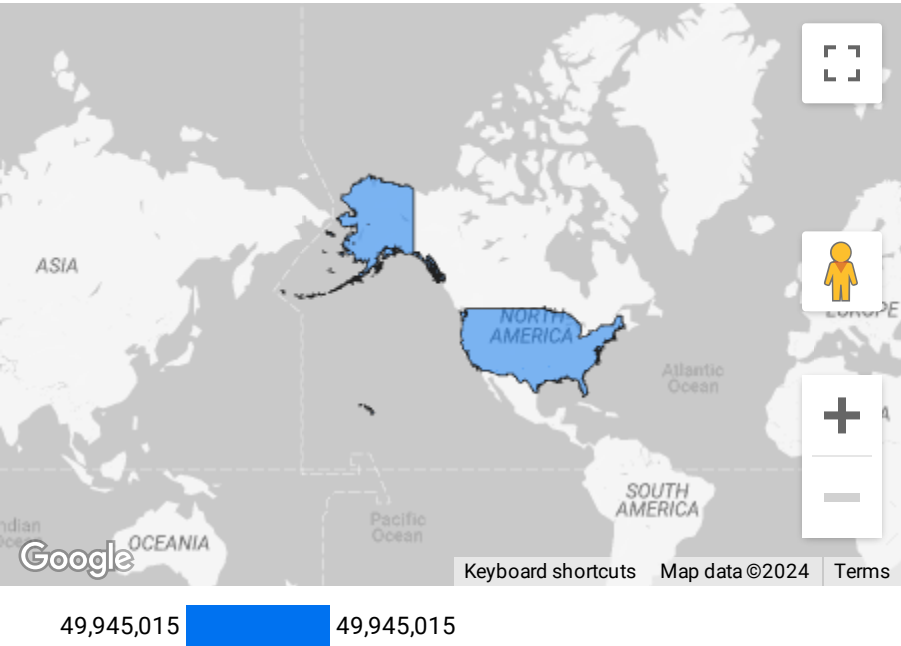 ASIA
NORTH
AMERICA
EUROPE
Atlantic
Ocean
SOUTH
AMERICA
Pacific
Ocean
OCEANIA
Google
Keyboard shortcuts
Map data ©2024
Terms
49,945,015
49,945,015